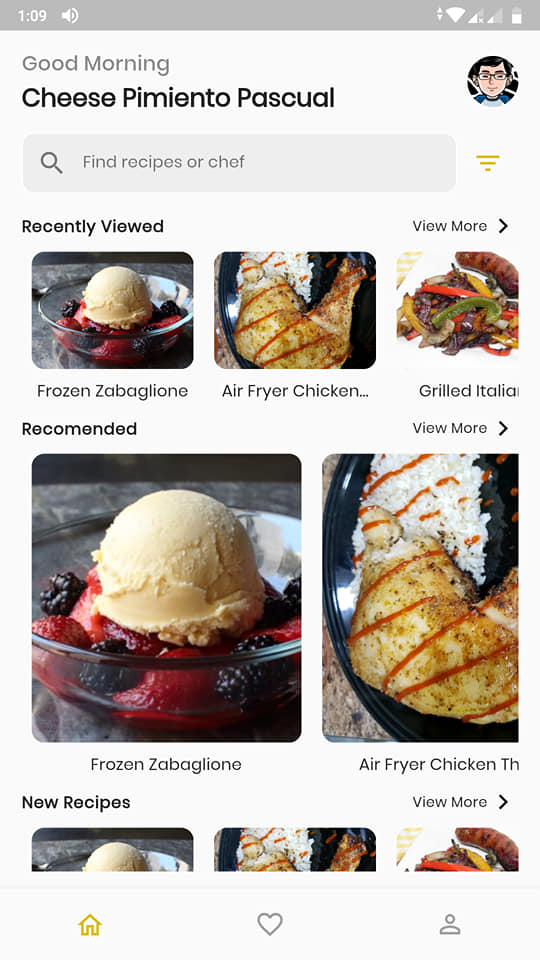 1:09
Good Morning
Cheese Pimiento Pascual
Find recipes or chef
Recently Viewed
View More
Frozen Zabaglione
Air Fryer Chicken...
Grilled Italian
Recomended
View More
Frozen Zabaglione
Air Fryer Chicken Th
New Recipes
View More